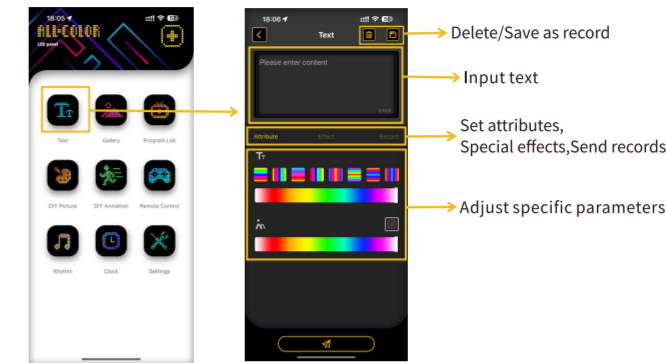 18:05
ALL-COLOR
LED panel
Text
Gallery
Program List
DIY Picture
DIY Anmation
Remote Control
Rhythm
Clock
Settings
18:06
Text
Please enter content
enter
Attribute
Effect
Record
Delete/Save as record
Input text
Set attributes,
Special effects,Send records
Adjust specific parameters